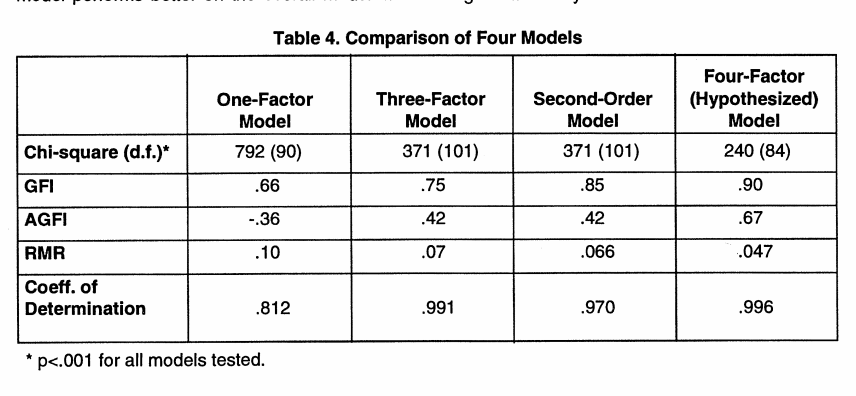 Table 4. Comparison of Four Models
One-Factor Model Three-Factor Model Second-Order Model Four-Factor (Hypothesized) Model
Chi-square (d.f.)* 792 (90) 371 (101) 371 (101) 240 (84)
GFI .66 .75 .85 .90
AGFI -.36 .42 .42 .67
RMR .10 .07 .066 .047
Coeff. of Determination .812 .991 .970 .996
* p<.001 for all models tested.